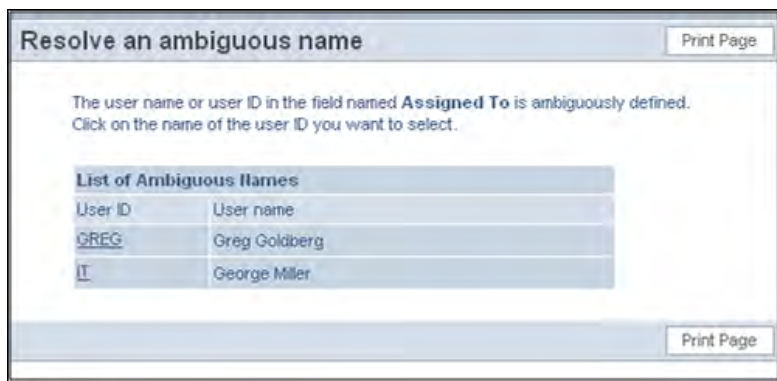 Resolve an ambiguous name
Print Page
The user name or user ID in the field named Assigned To is ambiguously defined.
Click on the name of the user ID you want to select.
List of Ambiguous Names
User ID User name
GREG Greg Goldberg
IT George Miller
Print Page